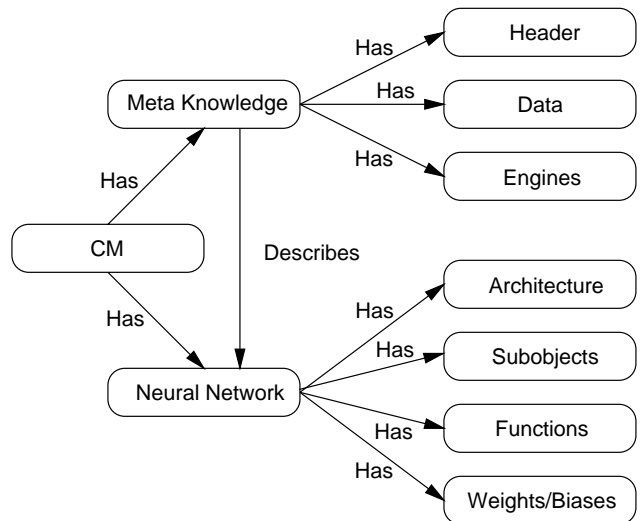 Header
Has
Meta Knowledge
Has
Data
Has
Engines
Has
CM
Describes
Has
Architecture
Has
Has
Subobjects
Neural Network
Has
Functions
Has
Weights/Biases